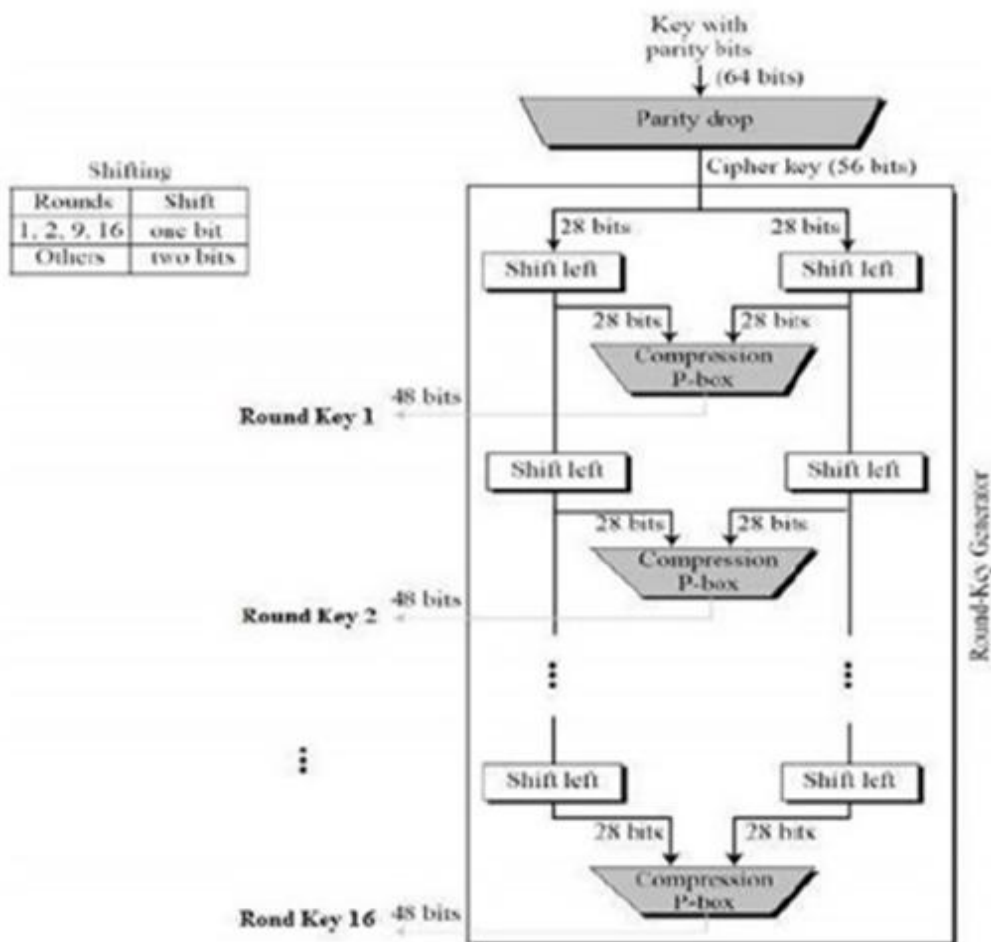 Key with
parity bits
(64 bits)
Parity drop
Cipher key (56 bits)
Shifting
Rounds Shift
1, 2, 9, 16 one bit
Others two bits
28 bits 28 bits
Shift left Shift left
28 bits 28 bits
Compression
P-box
48 bits
Round Key 1
Shift left Shift left
28 bits 28 bits
Compression
P-box
48 bits
Round Key 2
Round-Key Generator
Shift left Shift left
28 bits 28 bits
Compression
P-box
48 bits
Rond Key 16